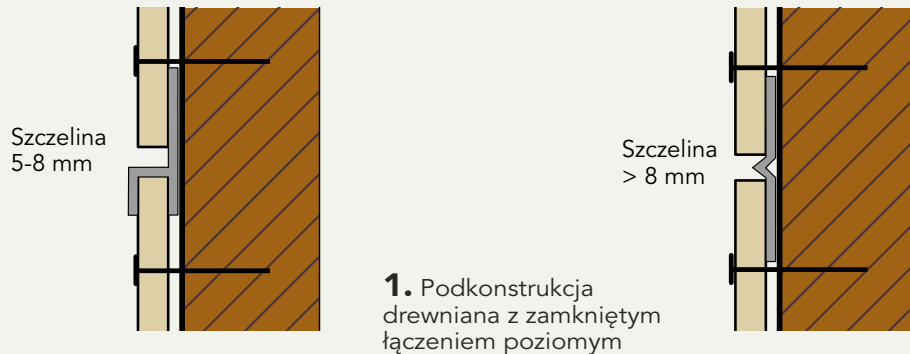 Szczelina
5-8 mm
Szczelina
> 8 mm
1. Podkonstrukcja
drewniana z zamkniętym
łączeniem poziomym